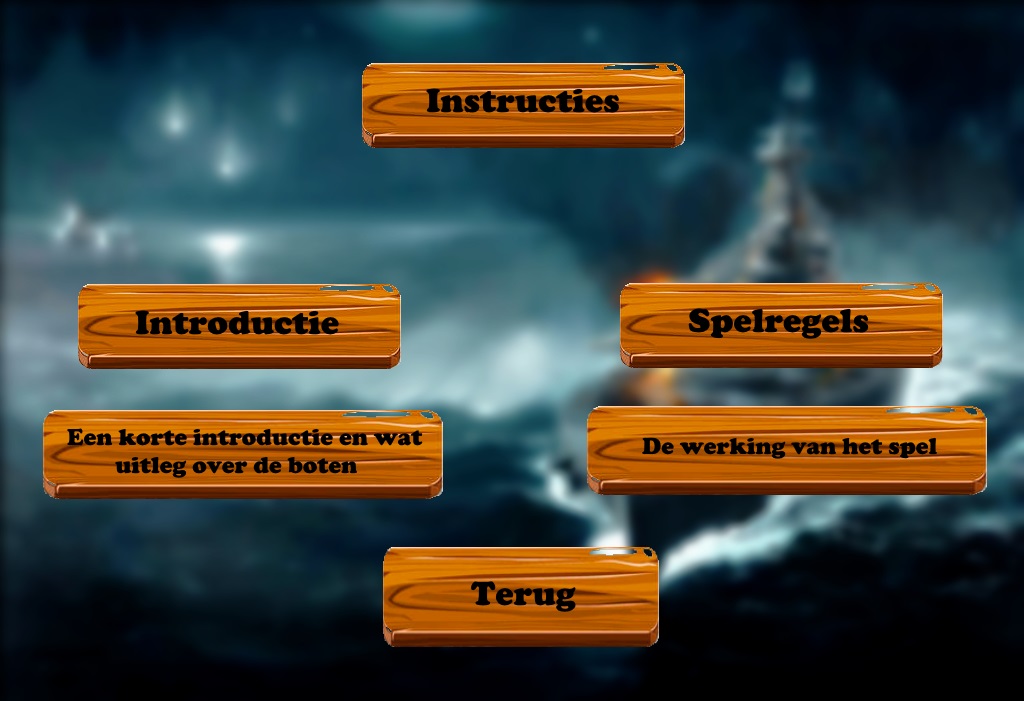 Instructies
Introductie
Een korte introductie en wat
uitleg over de boten
Spelregels
De werking van het spel
Terug